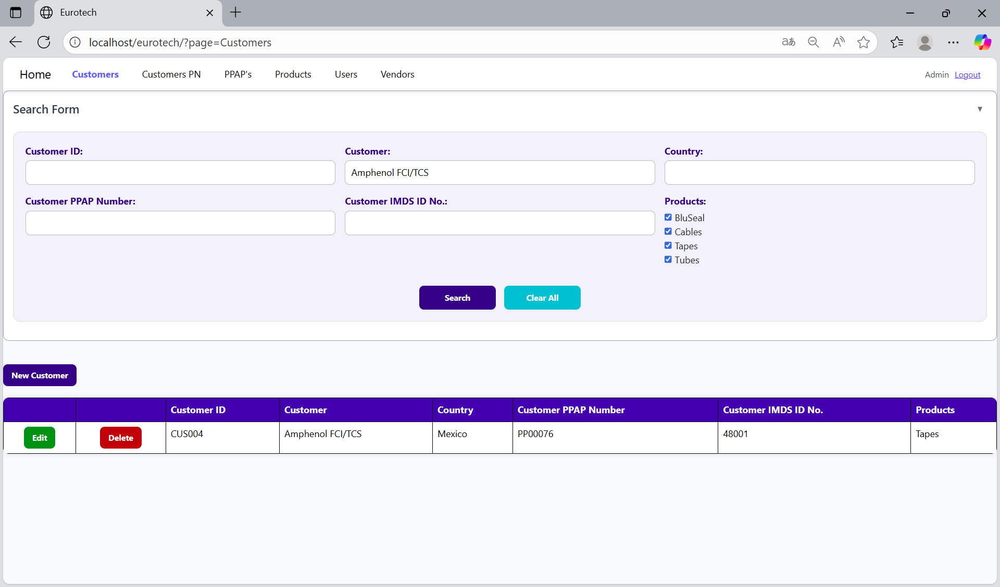 Eurotech
localhost/eurotech/?page=Customers
Home Customers Customers PN PPAP's Products Users Vendors Admin Logout
Search Form
Customer ID: Customer: Country:
Amphenol FCI/TCS
Customer PPAP Number: Customer IMDS ID No.: Products:
BluSeal
Cables
Tapes
Tubes
Search Clear All
New Customer
Customer ID Customer Country Customer PPAP Number Customer IMDS ID No. Products
Edit Delete CUS004 Amphenol FCI/TCS Mexico PP00076 48001 Tapes